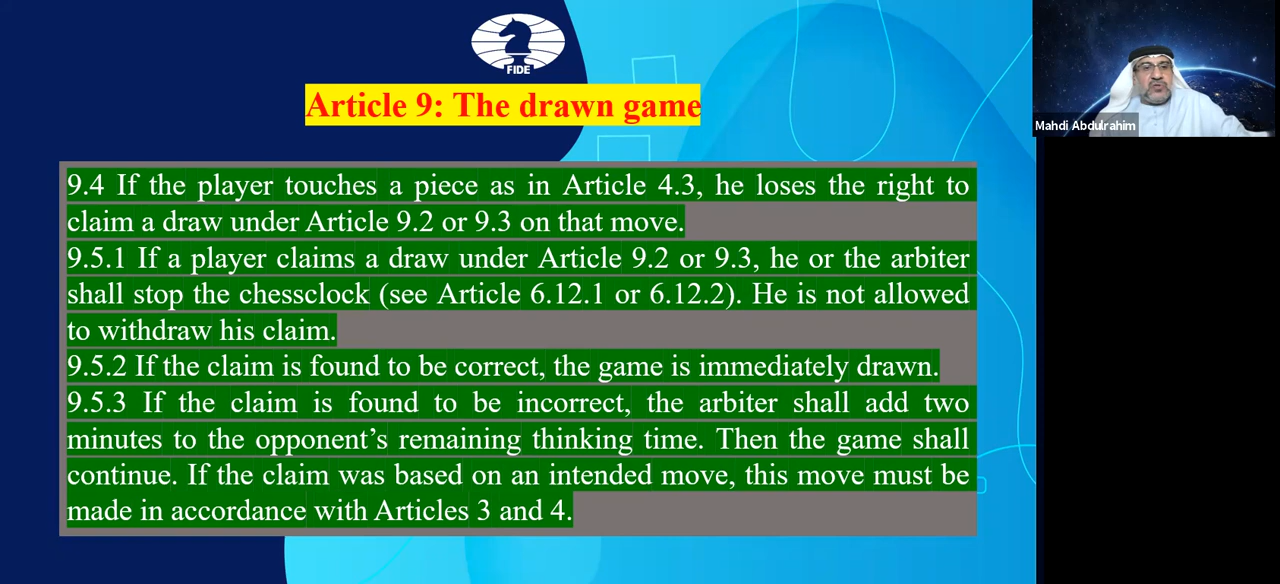 FIDE
Article 9: The drawn game
Mahdi Abdulrahim
9.4 If the player touches a piece as in Article 4.3, he loses the right to
claim a draw under Article 9.2 or 9.3 on that move.
9.5.1 If a player claims a draw under Article 9.2 or 9.3, he or the arbiter
shall stop the chessclock (see Article 6.12.1 or 6.12.2). He is not allowed
to withdraw his claim.
9.5.2 If the claim is found to be correct, the game is immediately drawn.
9.5.3 If the claim is found to be incorrect, the arbiter shall add two
minutes to the opponent’s remaining thinking time. Then the game shall
continue. If the claim was based on an intended move, this move must be
made in accordance with Articles 3 and 4.